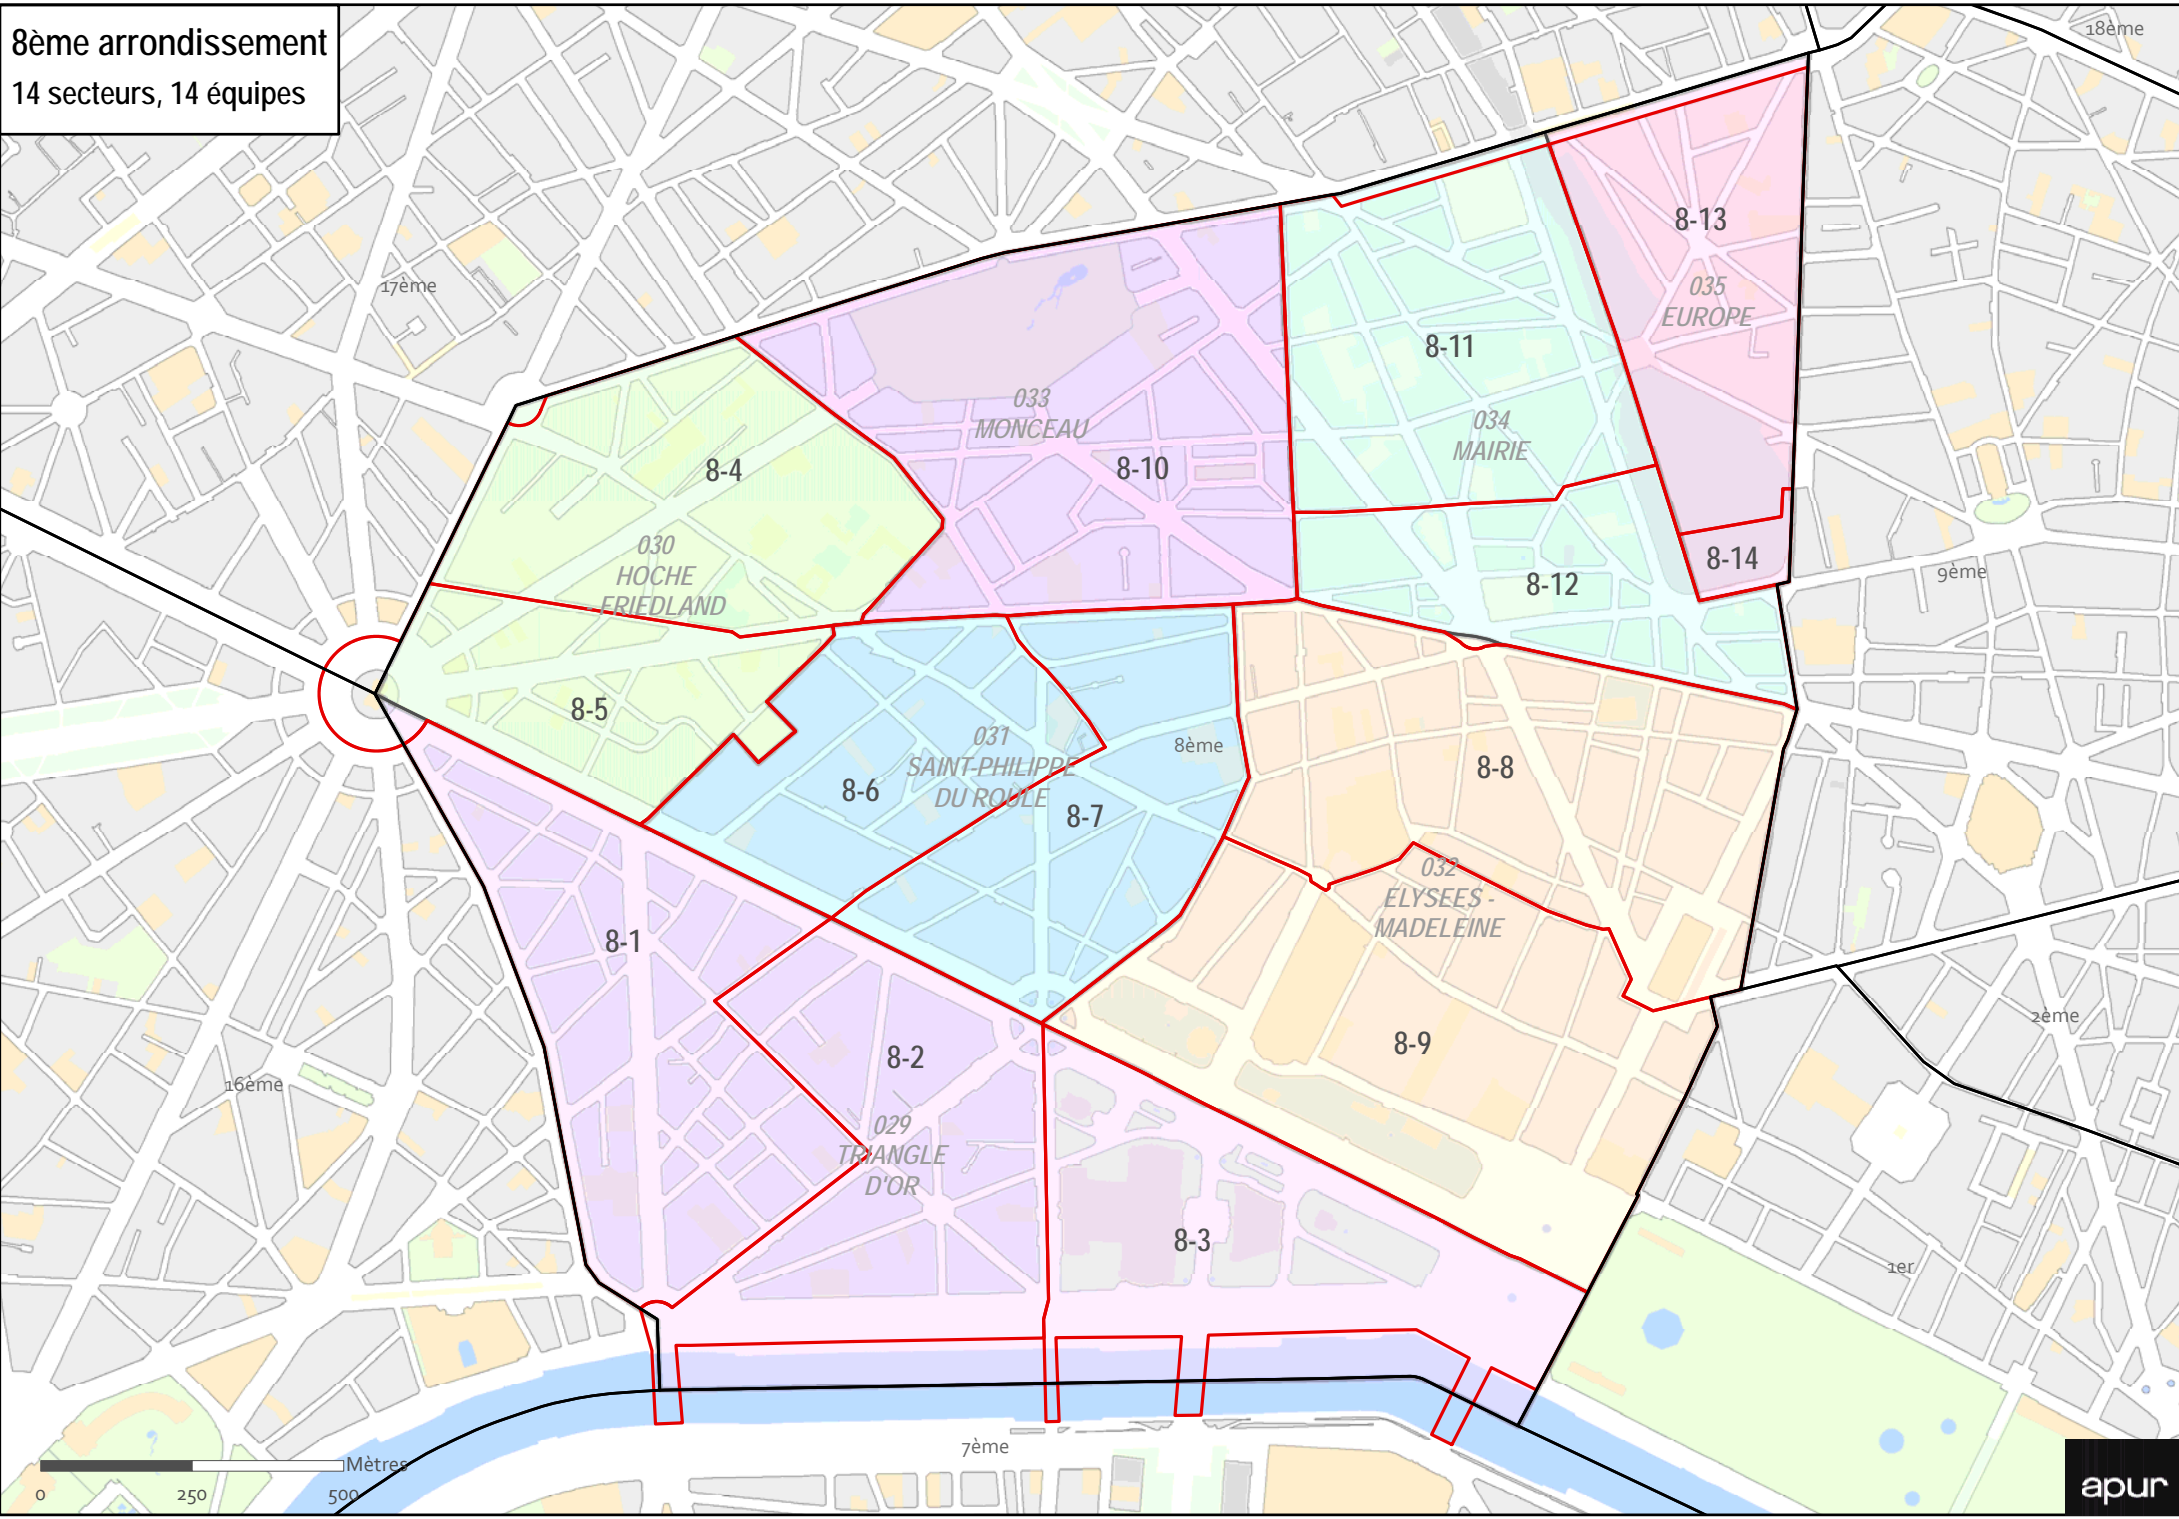 8ème arrondissement
14 secteurs, 14 équipes
18ème
17ème
8-13
035
EUROPE
8-11
033
MONCEAU
034
MAIRIE
8-4
8-10
030
HOCHE
FRIEDLAND
8-14
8-12
9ème
8-5
031
SAINT-PHILIPPE
DU ROULE
8ème
8-6
8-7
8-8
032
ELYSEES -
MADELEINE
8-1
8-2
8-9
2ème
16ème
029
TRIANGLE
D'OR
8-3
1er
7ème
Mètres
0 250 500
apur